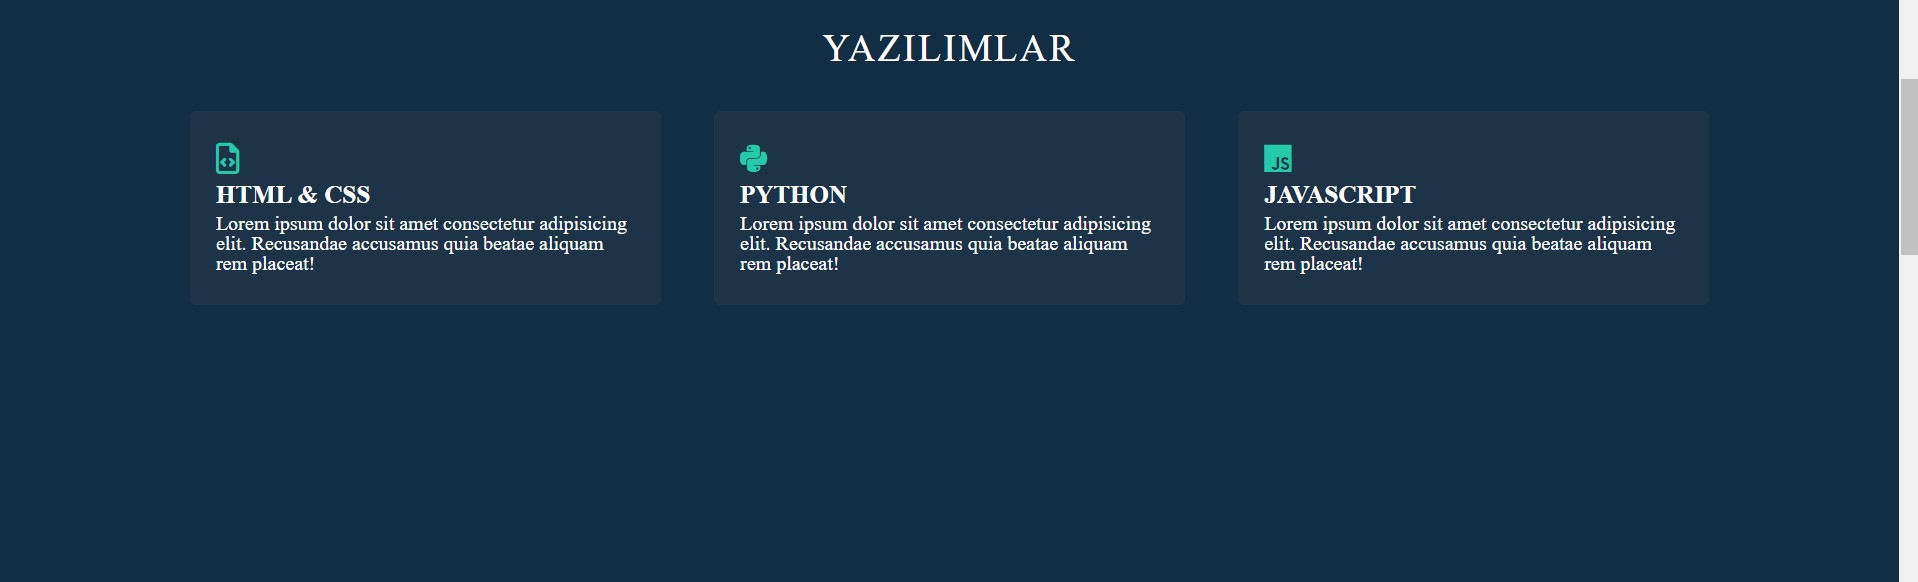 YAZILIMLAR
HTML & CSS
Lorem ipsum dolor sit amet consectetur adipisicing
elit. Recusandae accusamus quia beatae aliquam
rem placeat!
PYTHON
Lorem ipsum dolor sit amet consectetur adipisicing
elit. Recusandae accusamus quia beatae aliquam
rem placeat!
JS
JAVASCRIPT
Lorem ipsum dolor sit amet consectetur adipisicing
elit. Recusandae accusamus quia beatae aliquam
rem placeat!